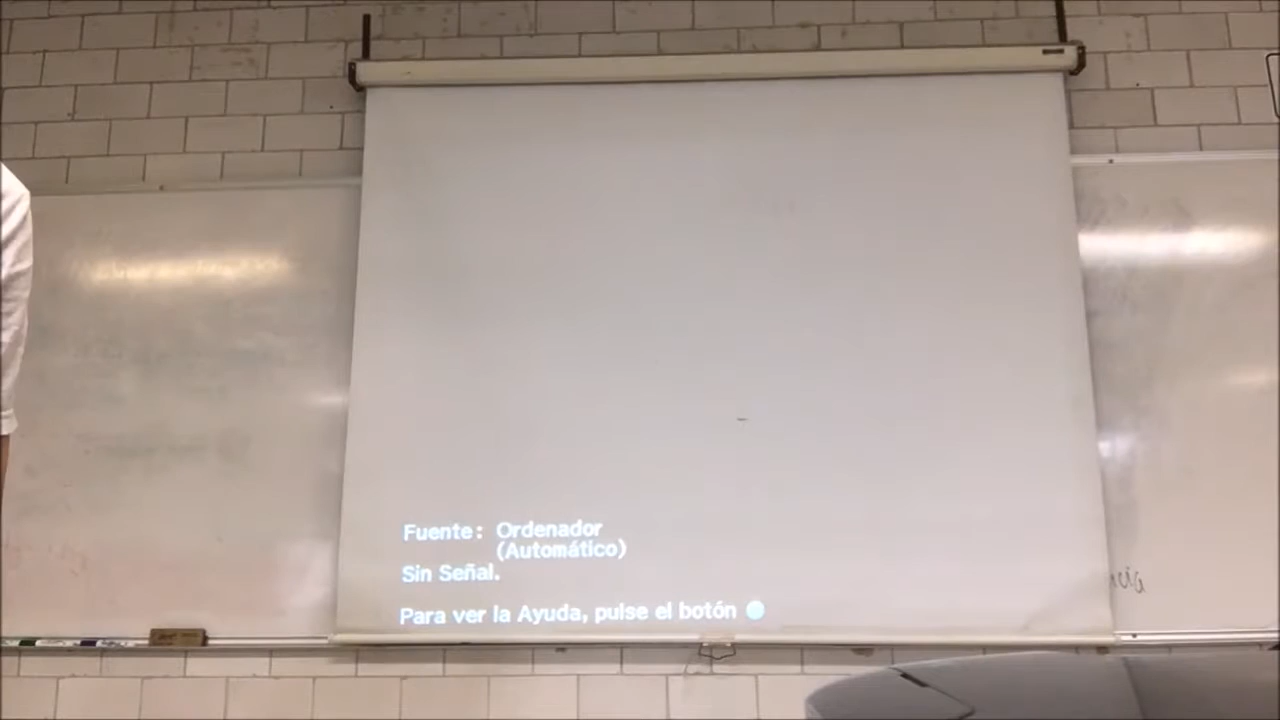 Fuente: Ordenador
(Automático)
Sin Señal.
Para ver la Ayuda, pulse el botón